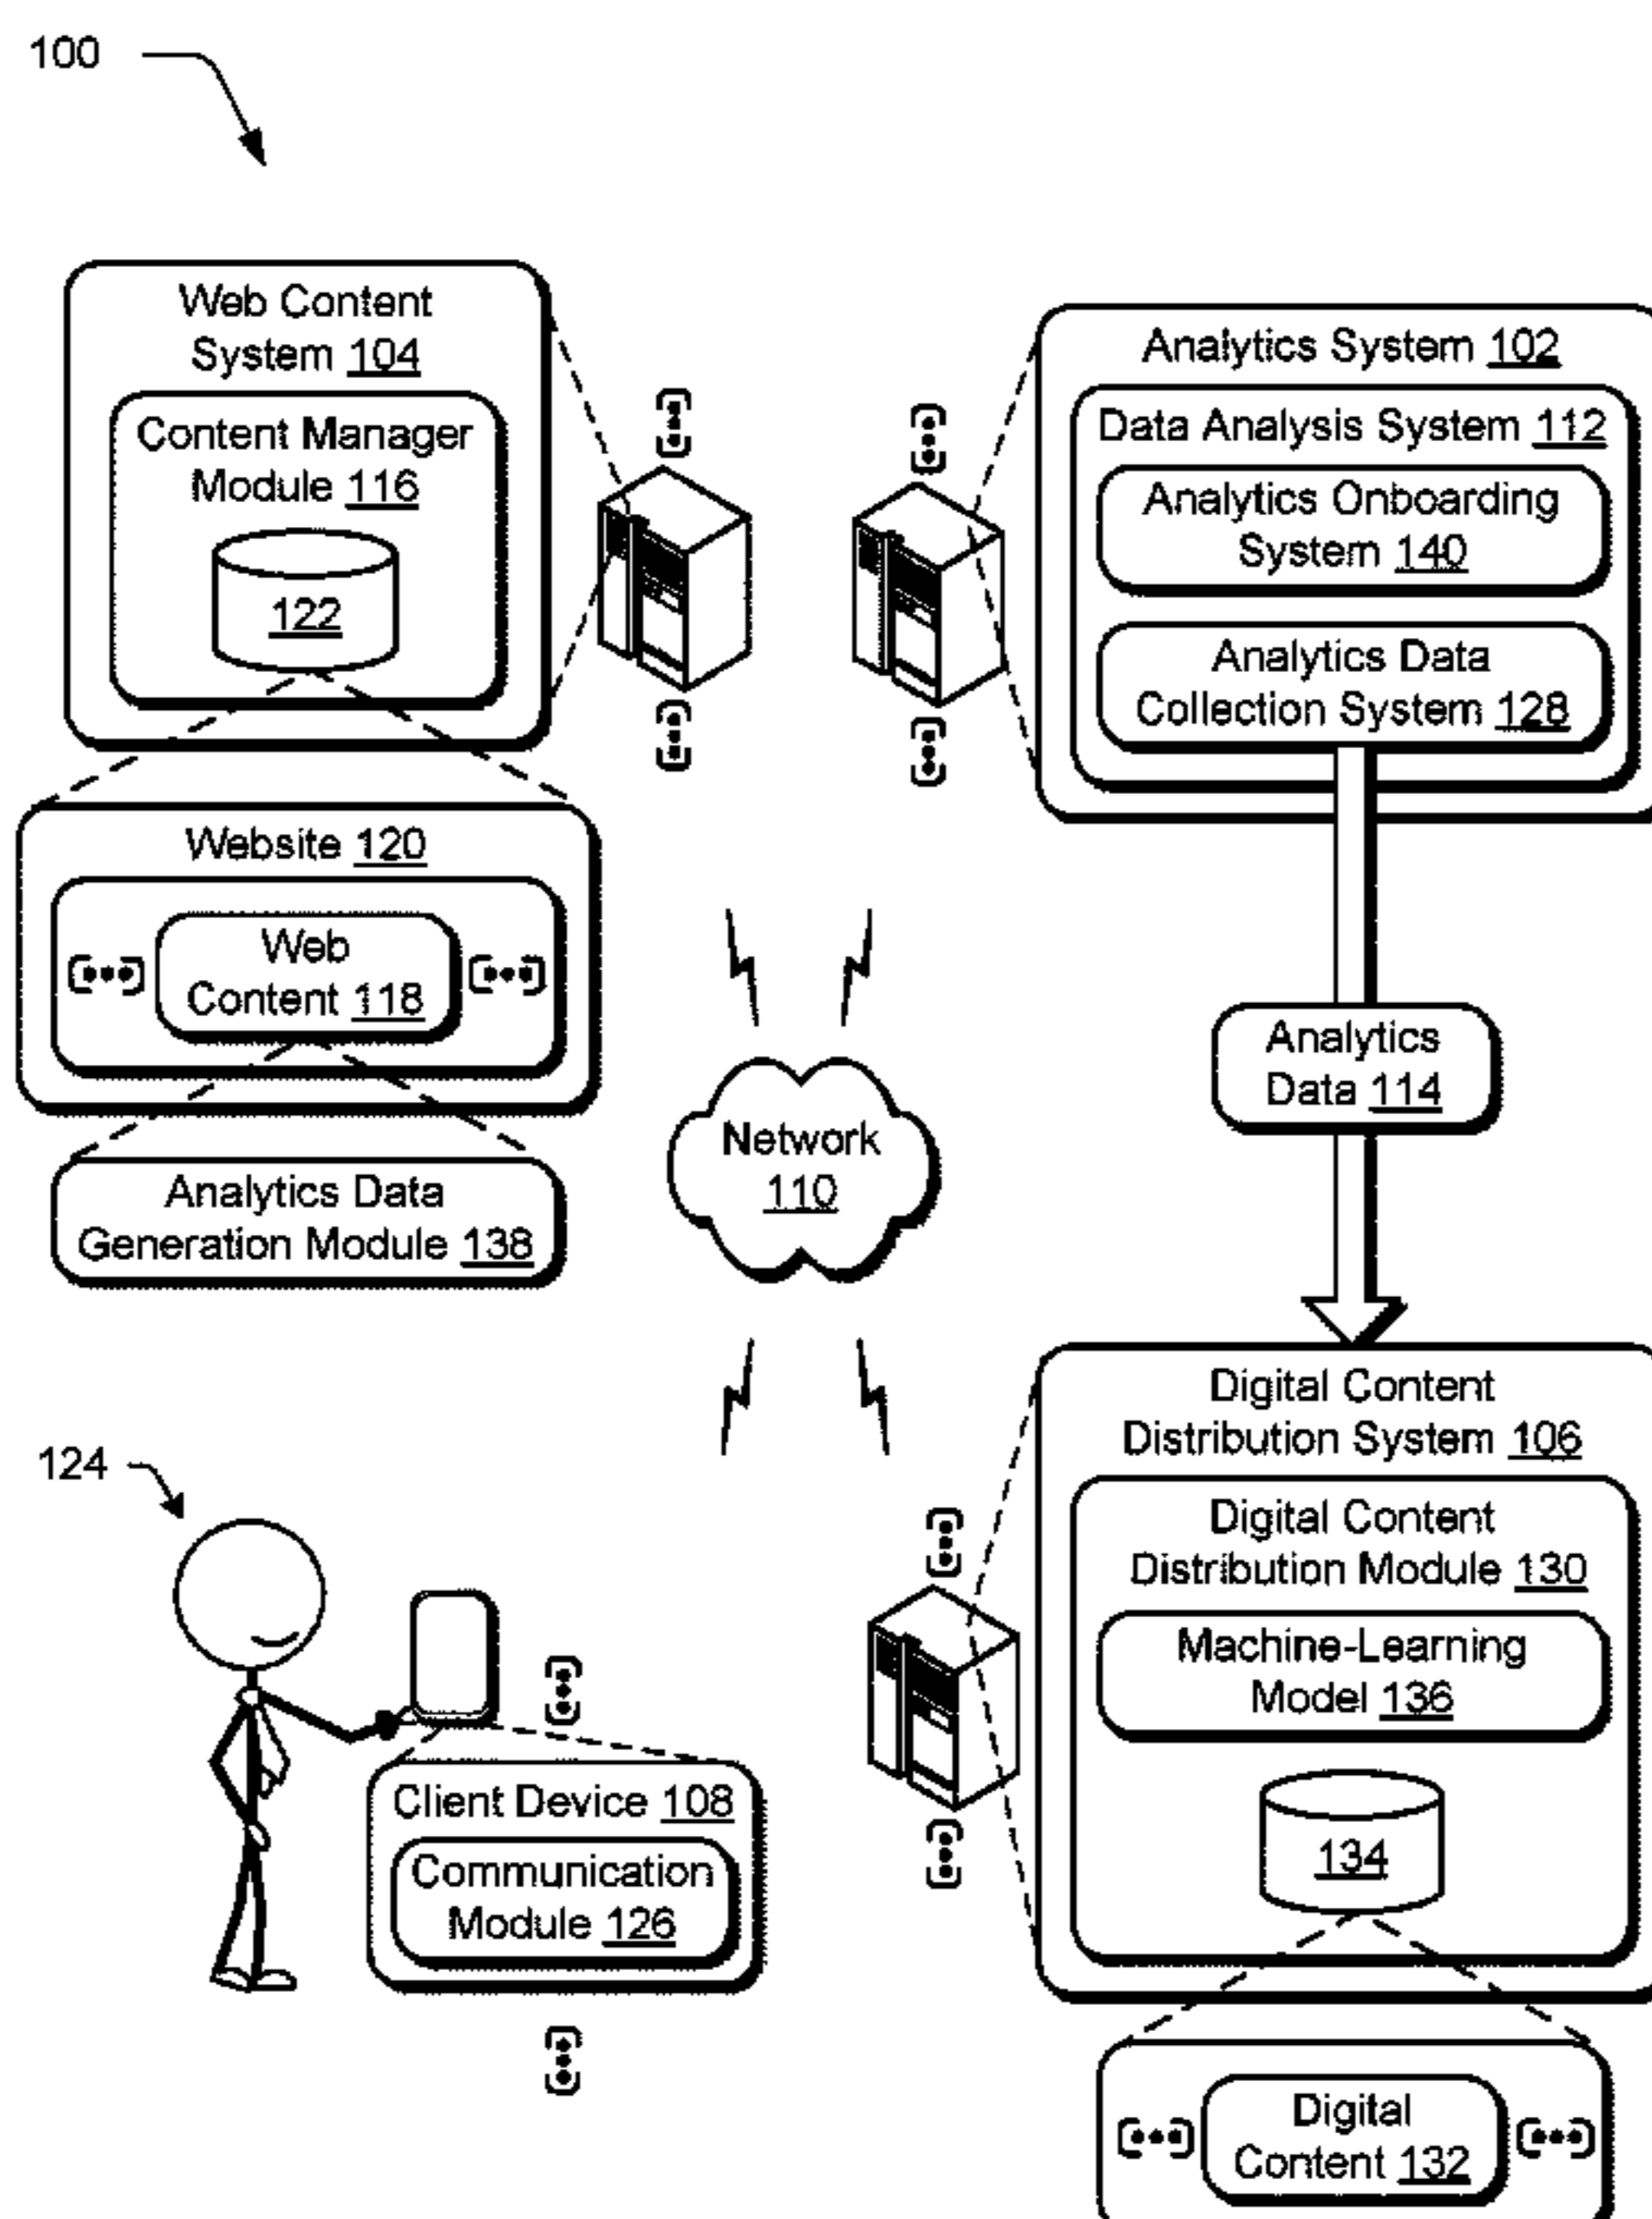 100
Web Content
System 104
Content Manager
Module 116
122
Website 120
Web
Content 118
Analytics Data
Generation Module 138
Analytics System 102
Data Analysis System 112
Analytics Onboarding
System 140
Analytics Data
Collection System 128
Analytics
Data 114
Network
110
124
Client Device 108
Communication
Module 126
Digital Content
Distribution System 106
Digital Content
Distribution Module 130
Machine-Learning
Model 136
134
Digital
Content 132